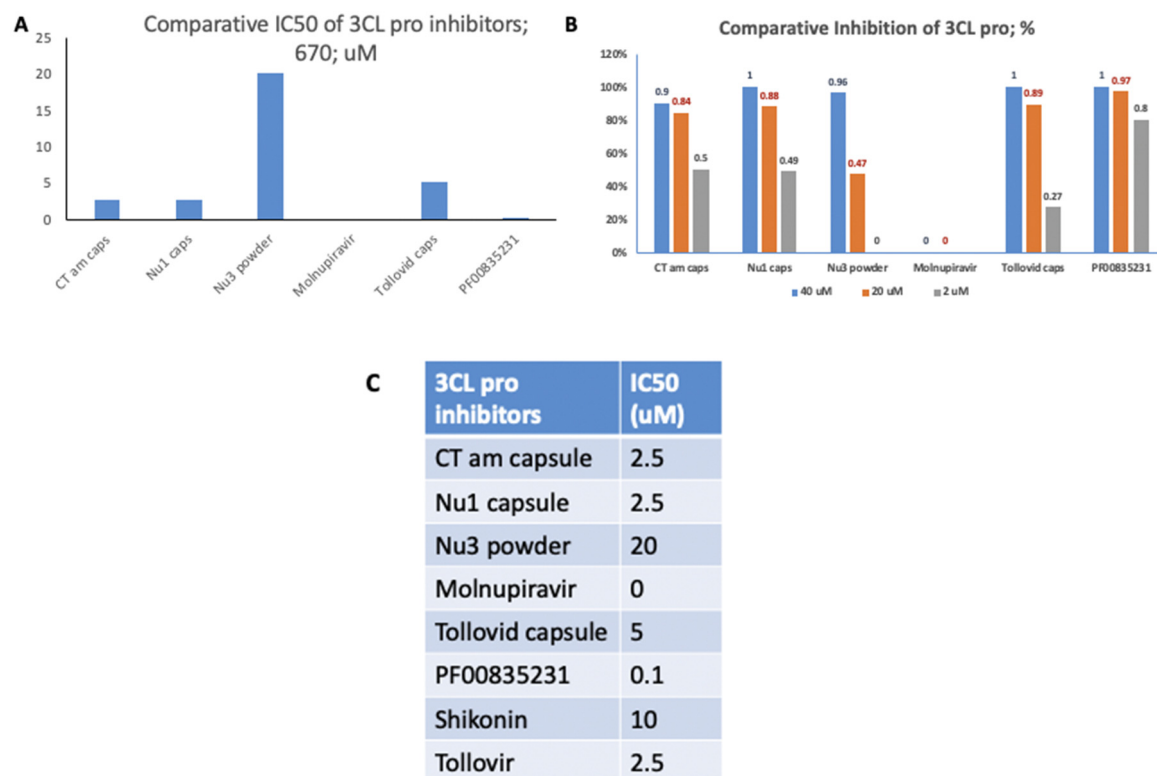 A
Comparative IC50 of 3CL pro inhibitors;
670; uM
25
20
15
10
5
0
CT am caps
Nu1 caps
Nu3 powder
Molnupiravir
Tollovid caps
PF00835231
B
Comparative Inhibition of 3CL pro; %
120%
100%
80%
60%
40%
20%
0%
0.9
0.84
0.5
1
0.88
0.49
0.96
0.47
0
0
0
1
0.89
0.27
1
0.97
0.8
CT am caps
Nu1 caps
Nu3 powder
Molnupiravir
Tollovid caps
PF00835231
40 uM
20 uM
2 uM
C
3CL pro inhibitors
IC50 (uM)
CT am capsule 2.5
Nu1 capsule 2.5
Nu3 powder 20
Molnupiravir 0
Tollovid capsule 5
PF00835231 0.1
Shikonin 10
Tollovir 2.5